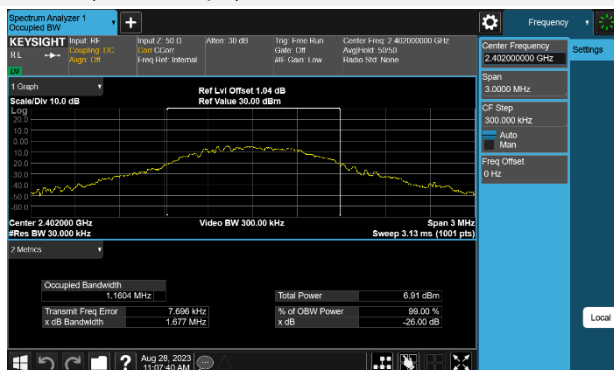 Spectrum Analyzer 1
Occupied BW
Frequency
KEYSIGHT
RL
Input: RF
Coupling: DC
Align: Off
Input Z: 50 Ω
Corr CCorr
Freq Ref: Internal
Atten: 30 dB
Trig: Free Run
Gate: Off
#IF Gain: Low
Center Freq: 2.402000000 GHz
Avg|Hold: 50/50
Radio Std: None
Center Frequency
2.402000000 GHz
Settings
Span
3.0000 MHz
CF Step
300.000 kHz
Auto
Man
Freq Offset
0 Hz
1 Graph
Scale/Div 10.0 dB
Ref Lvl Offset 1.04 dB
Ref Value 30.00 dBm
Log
20.0
10.0
0.00
-10.0
-20.0
-30.0
-40.0
-50.0
-60.0
Center 2.402000 GHz
#Res BW 30.000 kHz
Video BW 300.00 kHz
Span 3 MHz
Sweep 3.13 ms (1001 pts)
2 Metrics
Occupied Bandwidth
1.1604 MHz
Total Power
6.91 dBm
Transmit Freq Error
7.696 kHz
% of OBW Power
99.00 %
x dB Bandwidth
1.677 MHz
x dB
-26.00 dB
Local
?
Aug 28, 2023
11:07:40 AM